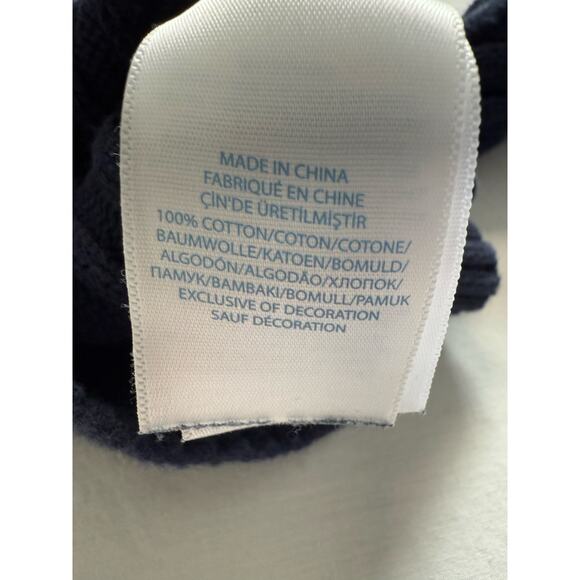 MADE IN CHINA
FABRIQUÉ EN CHINE
ÇİN'DE ÜRETİLMİŞTİR
100% COTTON/COTON/COTONE/
BAUMWOLLE/KATOEN/BOMULD/
ALGODÓN/ALGODÃO/ХЛОПОК/
ПАМУК/BAMBAKI/BOMULL/PAMUK
EXCLUSIVE OF DECORATION
SAUF DÉCORATION